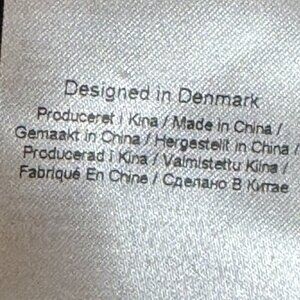 Designed in Denmark
Produceret i Kina / Made in China /
Gemaakt in China / Hergestellt in China /
Producerad i Kina / Valmistettu Kiina /
Fabriqué En Chine / Сделано В Китае